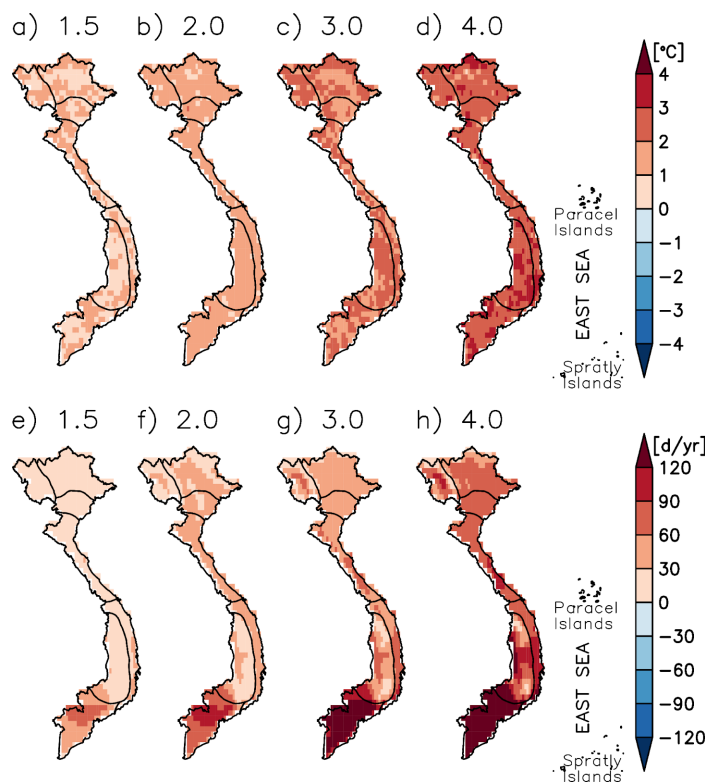 a) 1.5 b) 2.0 c) 3.0 d) 4.0
[°C]
4
3
2
1
0
−1
−2
−3
−4
Paracel
Islands
EAST SEA
Spratly
Islands
e) 1.5 f) 2.0 g) 3.0 h) 4.0
[d/yr]
120
90
60
30
0
−30
−60
−90
−120
Paracel
Islands
EAST SEA
Spratly
Islands